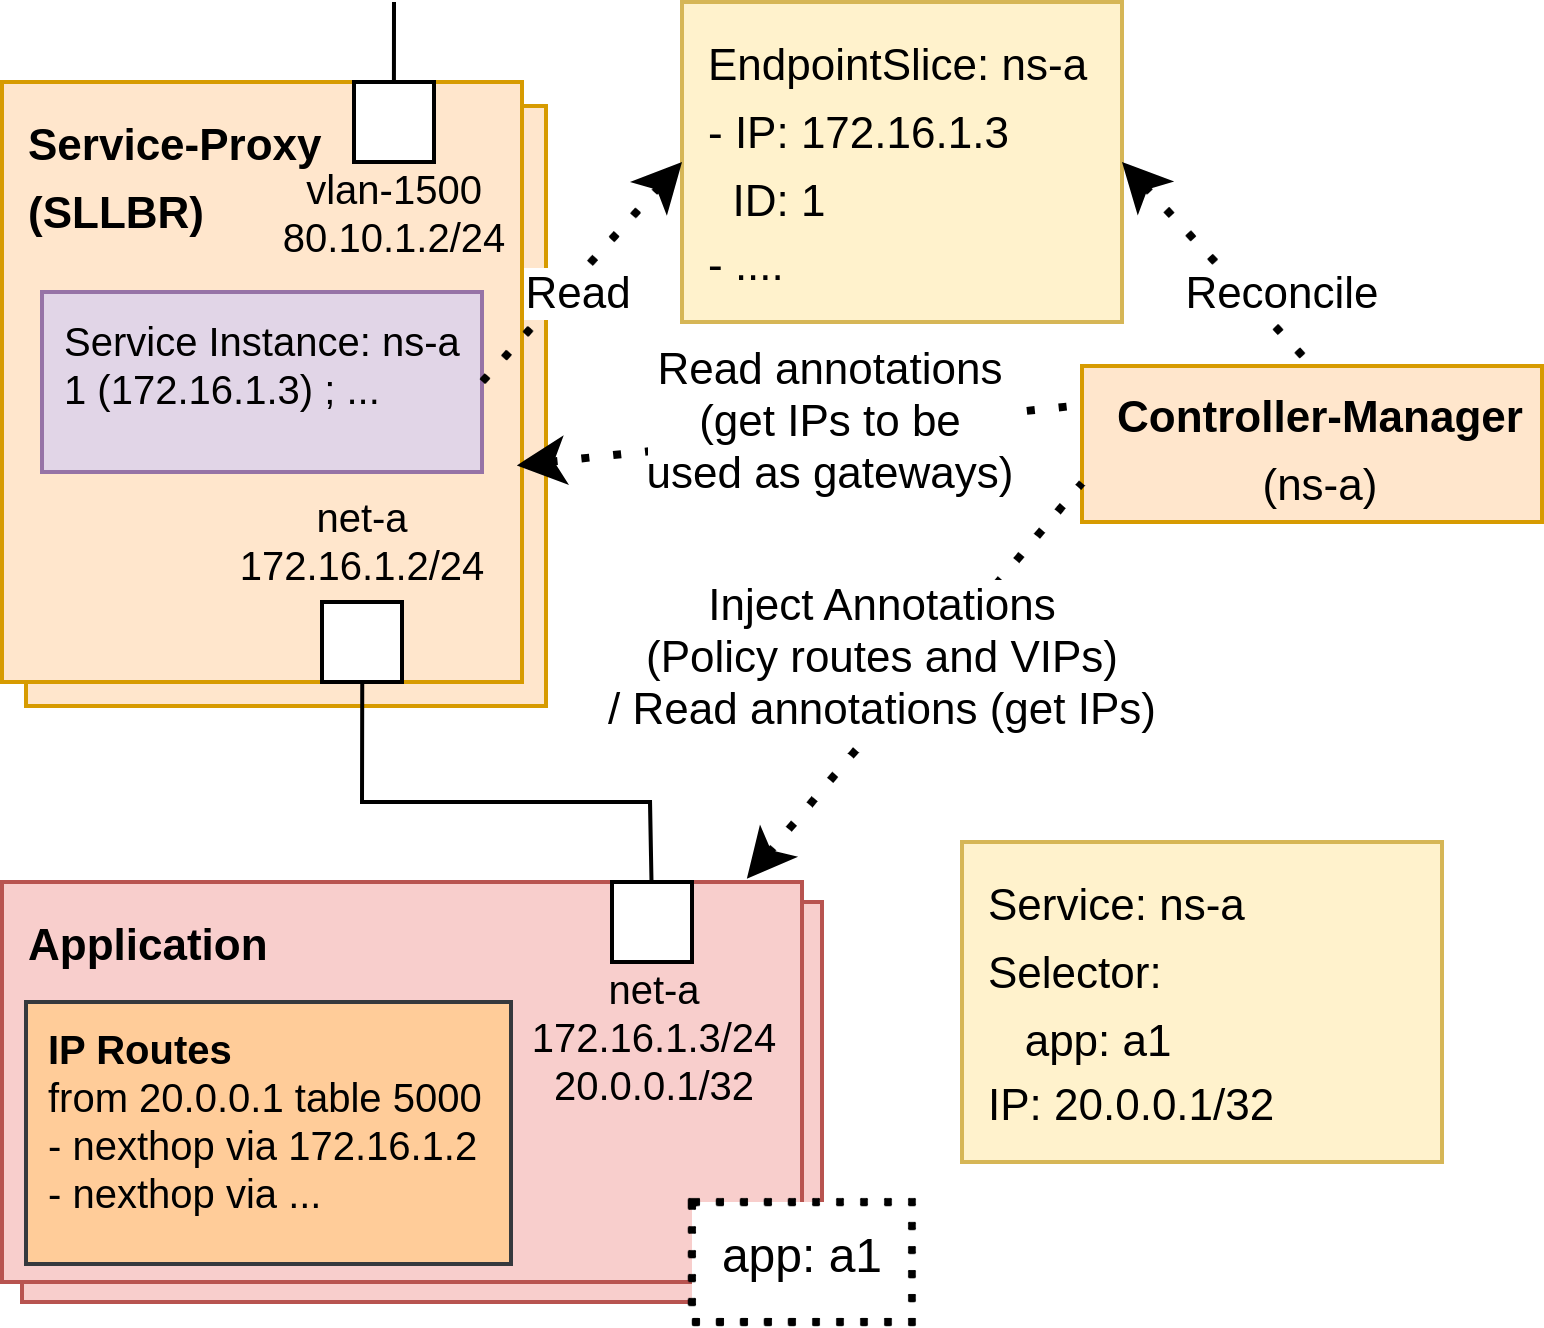 Service-Proxy
(SLLBR)
vlan-1500
80.10.1.2/24
Service Instance: ns-a
1 (172.16.1.3) ; ...
net-a
172.16.1.2/24
Read
EndpointSlice: ns-a
- IP: 172.16.1.3
ID: 1
- ....
Reconcile
Controller-Manager
(ns-a)
Read annotations
(get IPs to be
used as gateways)
Inject Annotations
(Policy routes and VIPs)
/ Read annotations (get IPs)
Application
IP Routes
from 20.0.0.1 table 5000
- nexthop via 172.16.1.2
- nexthop via ...
net-a
172.16.1.3/24
20.0.0.1/32
app: a1
Service: ns-a
Selector:
app: a1
IP: 20.0.0.1/32